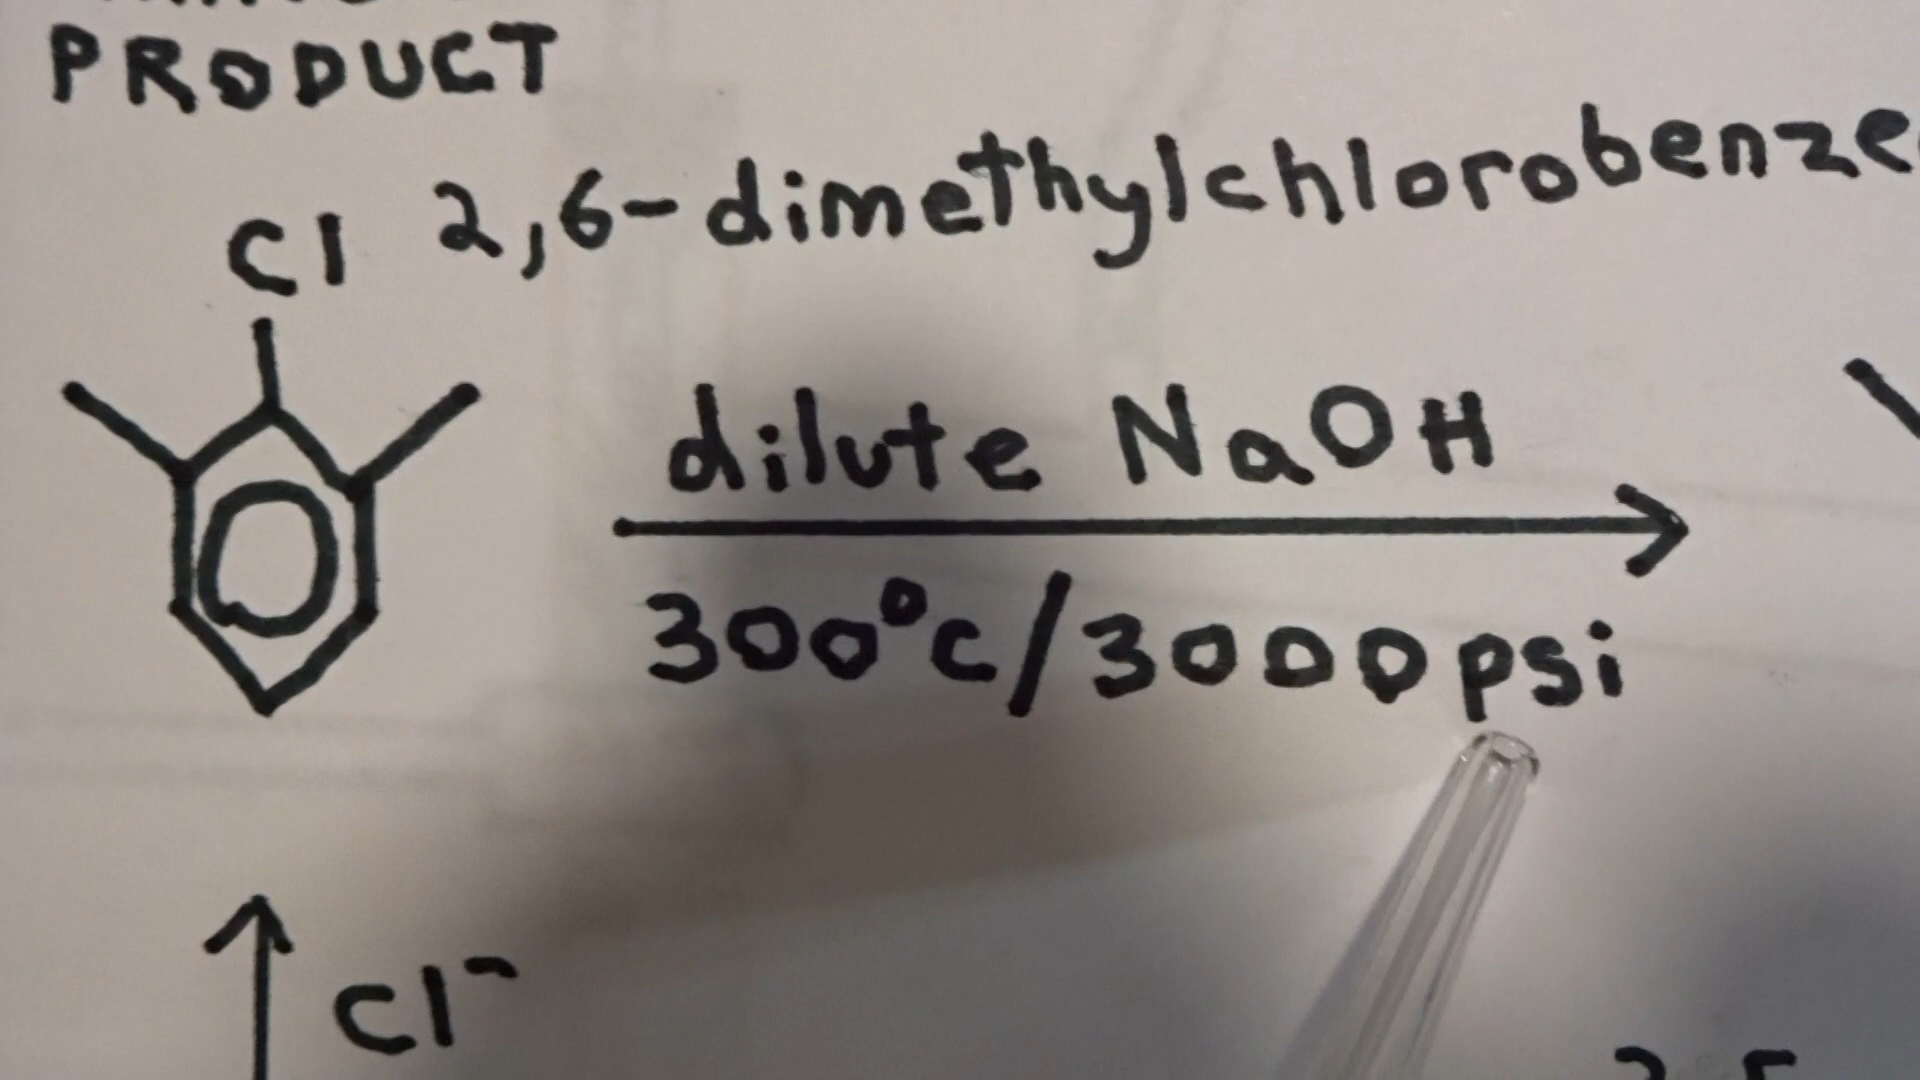 PRODUCT
2,6-dimethylchlorobenze
Cl
dilute NaOH
300°C/3000psi
Cl⁻